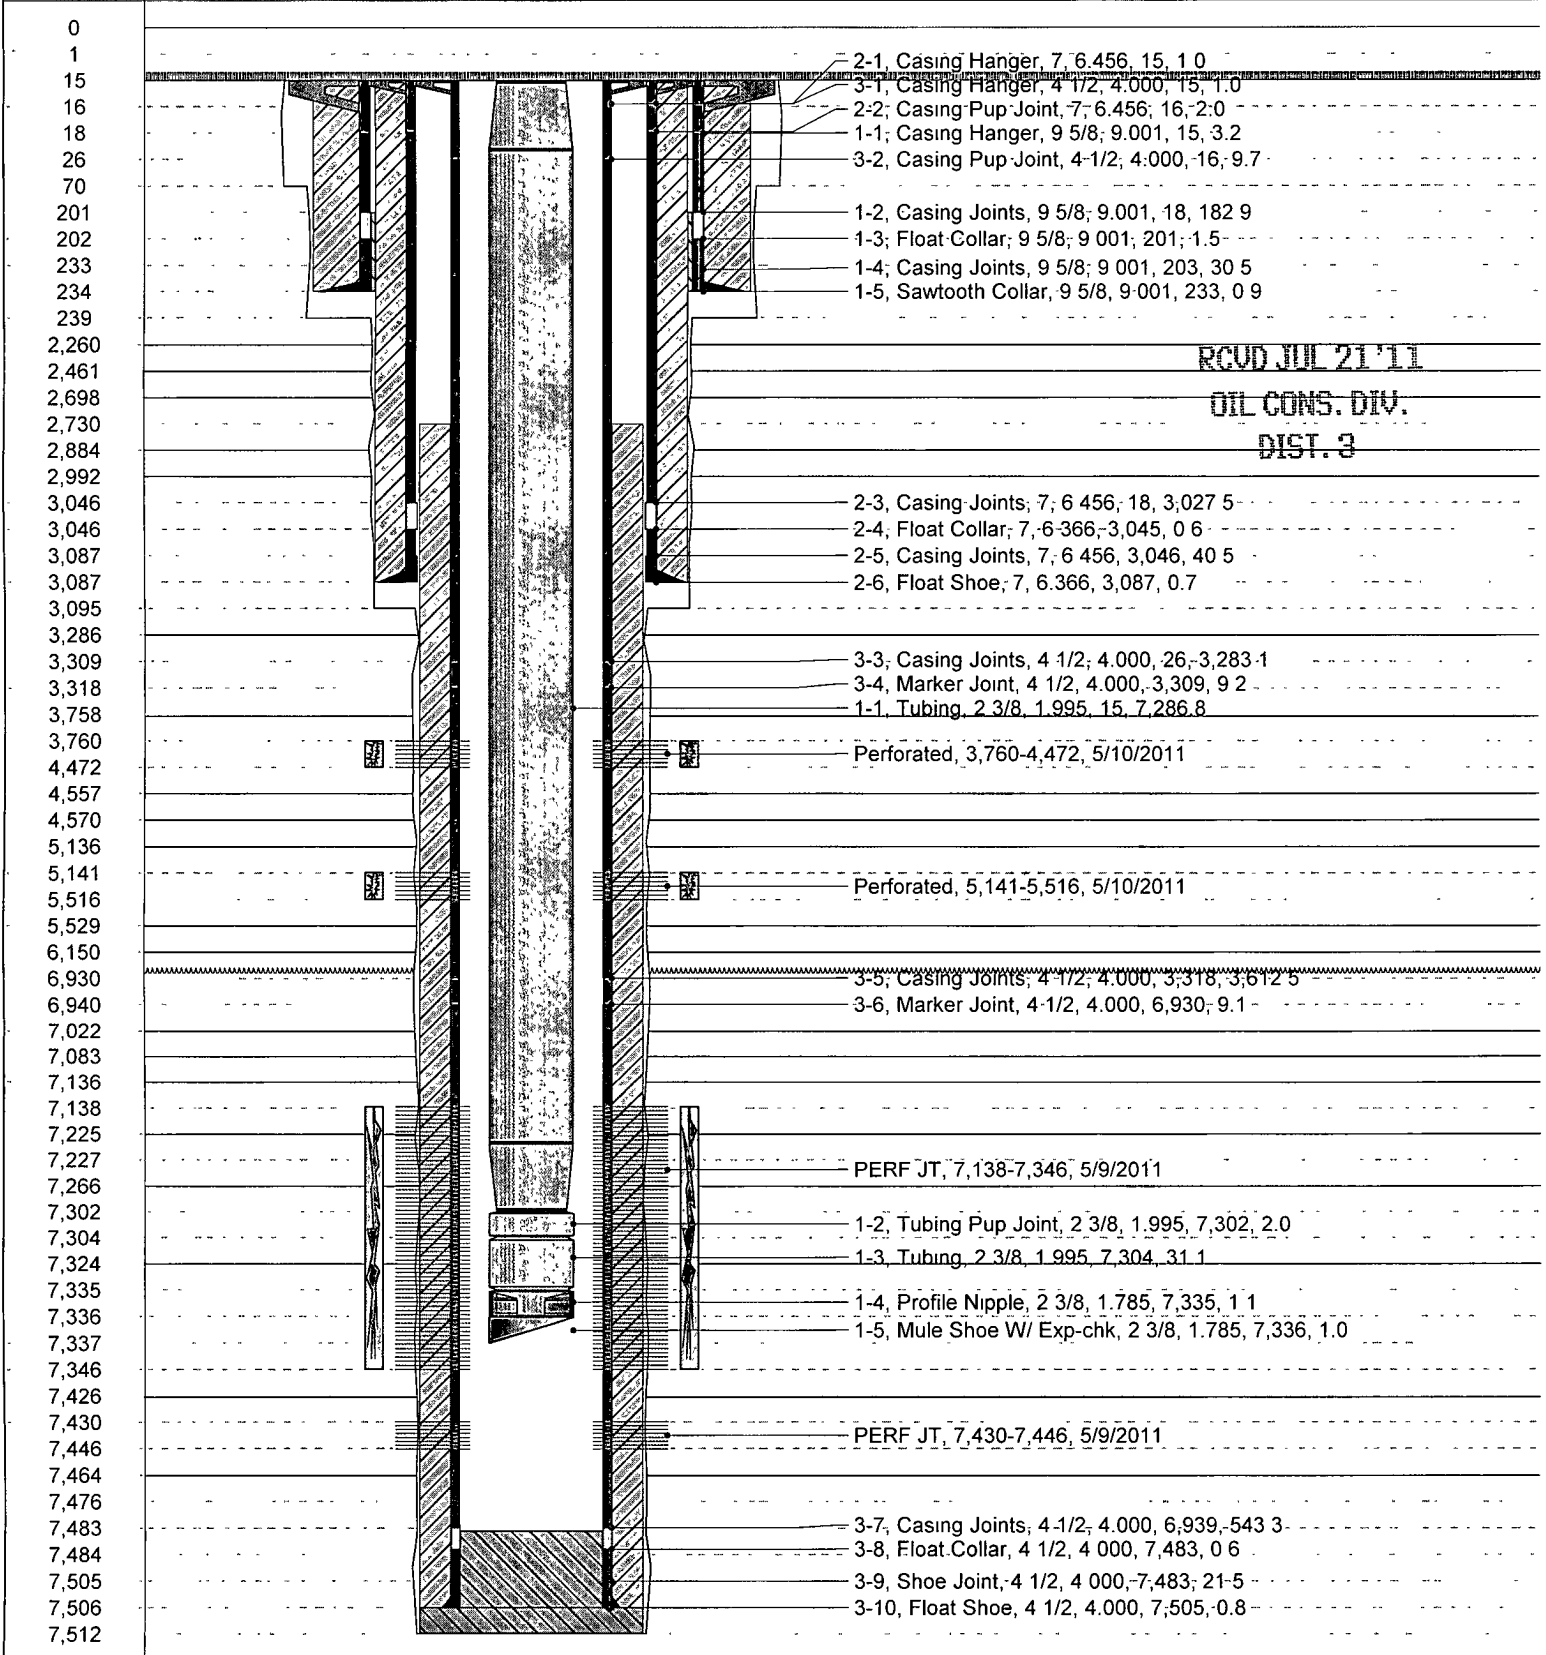 0
1
2-1, Casing Hanger, 7, 6.456, 15, 1 0
15
3-1, Casing Hanger, 4 1/2, 4.000, 15, 1.0
16
2-2, Casing Pup Joint, 7, 6.456, 16, 2.0
18
1-1, Casing Hanger, 9 5/8, 9.001, 15, 3.2
26
3-2, Casing Pup Joint, 4-1/2, 4.000, 16, 9.7
70
201
1-2, Casing Joints, 9 5/8, 9.001, 18, 182 9
202
1-3, Float Collar, 9 5/8, 9 001, 201, 1.5
233
1-4, Casing Joints, 9 5/8, 9 001, 203, 30 5
234
1-5, Sawtooth Collar, 9 5/8, 9 001, 233, 0 9
239
2,260
RCVD JUL 21 '11
2,461
2,698
OIL CONS. DIV.
2,730
2,884
DIST. 3
2,992
3,046
2-3, Casing Joints, 7, 6 456, 18, 3,027 5
3,046
2-4, Float Collar, 7, 6 366, 3,045, 0 6
3,087
2-5, Casing Joints, 7, 6 456, 3,046, 40 5
3,087
2-6, Float Shoe, 7, 6.366, 3,087, 0.7
3,095
3,286
3,309
3-3, Casing Joints, 4 1/2, 4.000, 26, 3,283 1
3,318
3-4, Marker Joint, 4 1/2, 4.000, 3,309, 9 2
3,758
1-1, Tubing, 2 3/8, 1.995, 15, 7,286.8
3,760
Perforated, 3,760-4,472, 5/10/2011
4,472
4,557
4,570
5,136
5,141
Perforated, 5,141-5,516, 5/10/2011
5,516
5,529
6,150
6,930
3-5, Casing Joints, 4 1/2, 4.000, 3,318, 3,612 5
6,940
3-6, Marker Joint, 4-1/2, 4.000, 6,930, 9.1
7,022
7,083
7,136
7,138
7,225
7,227
PERF JT, 7,138-7,346, 5/9/2011
7,266
7,302
1-2, Tubing Pup Joint, 2 3/8, 1.995, 7,302, 2.0
7,304
1-3, Tubing, 2 3/8, 1.995, 7,304, 31 1
7,324
7,335
1-4, Profile Nipple, 2 3/8, 1.785, 7,335, 1 1
7,336
1-5, Mule Shoe W/ Exp-chk, 2 3/8, 1.785, 7,336, 1.0
7,337
7,346
7,426
7,430
PERF JT, 7,430-7,446, 5/9/2011
7,446
7,464
7,476
7,483
3-7, Casing Joints, 4-1/2, 4.000, 6,939, 543 3
7,484
3-8, Float Collar, 4 1/2, 4 000, 7,483, 0 6
7,505
3-9, Shoe Joint, 4 1/2, 4 000, 7,483, 21 5
7,506
3-10, Float Shoe, 4 1/2, 4.000, 7,505, 0.8
7,512